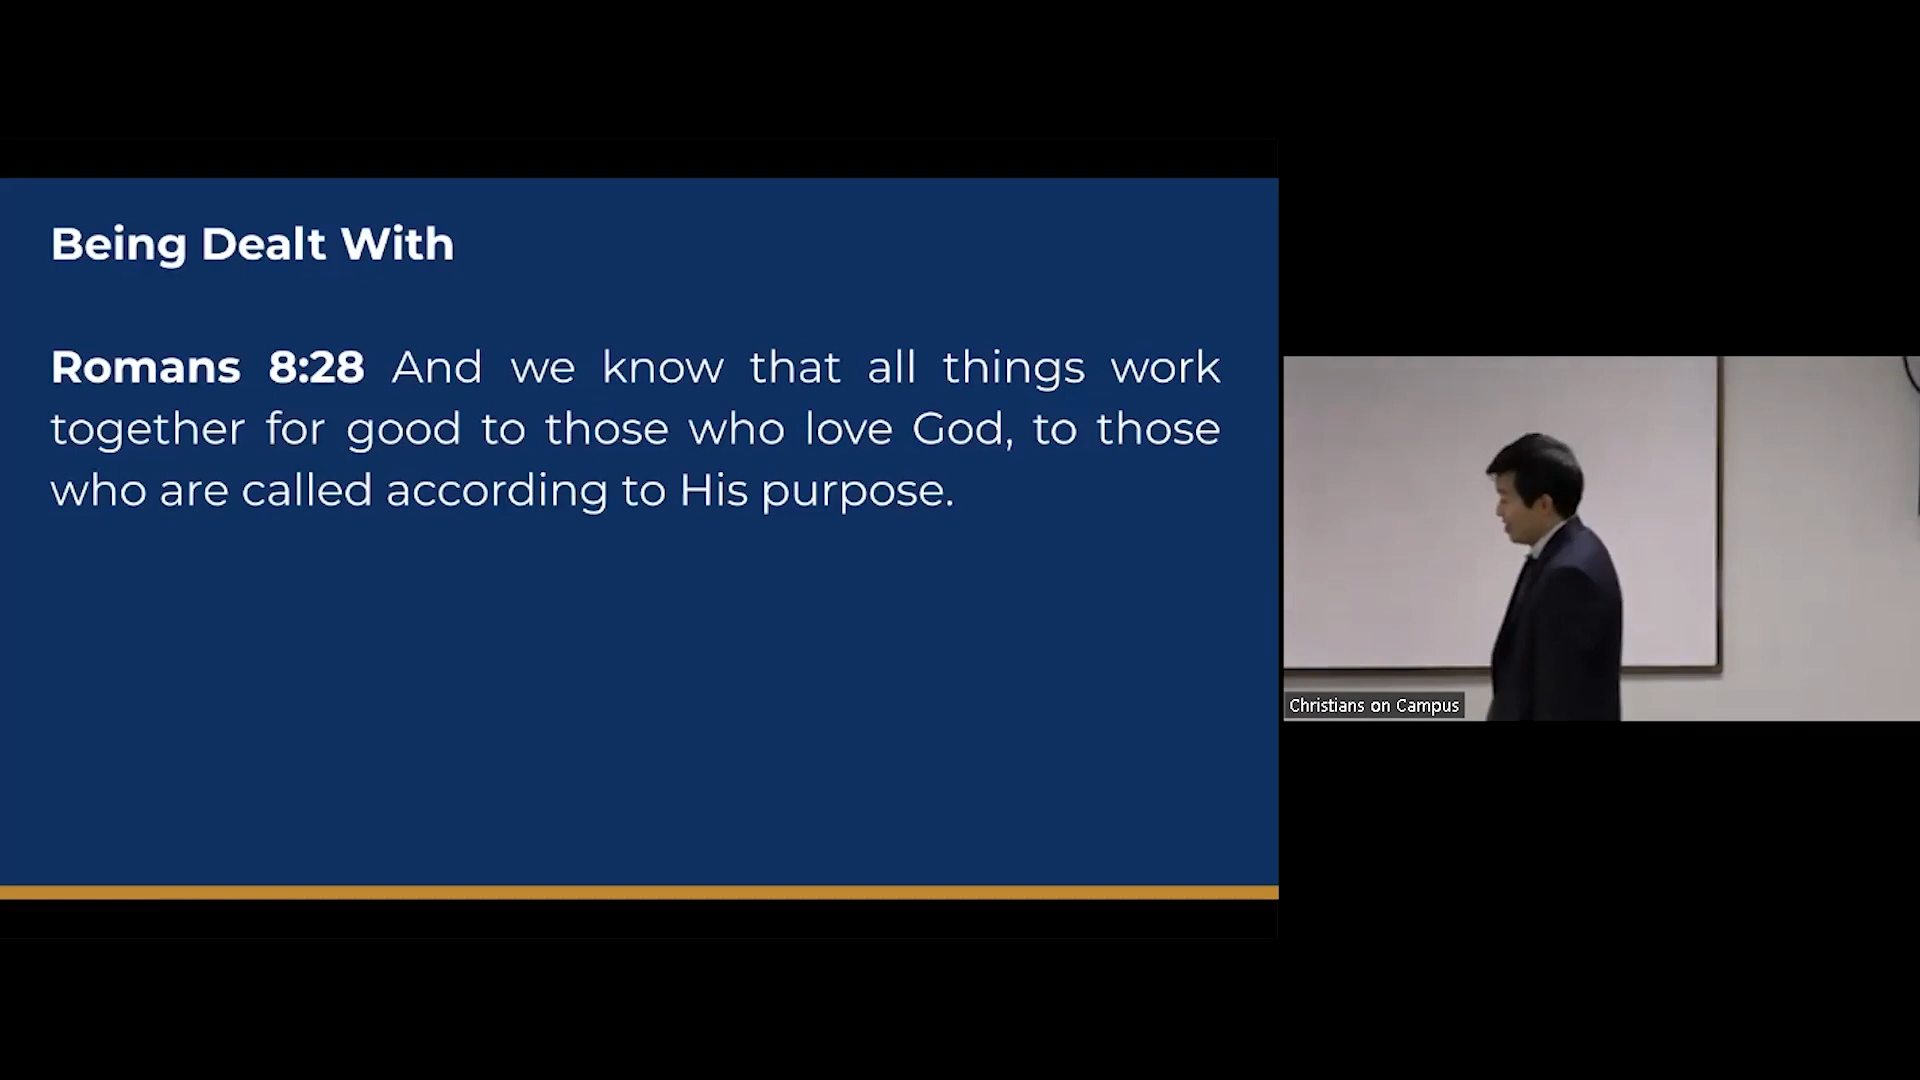 Being Dealt With
Romans 8:28 And we know that all things work
together for good to those who love God, to those
who are called according to His purpose.
Christians on Campus